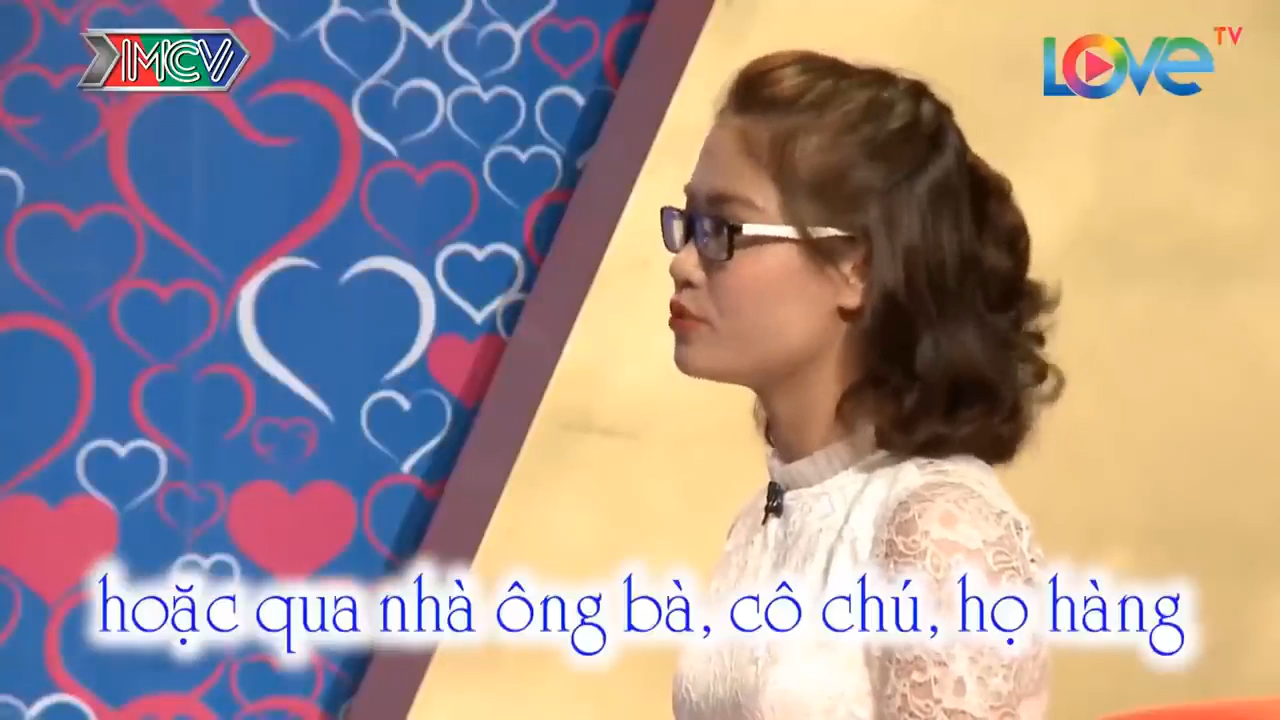 IMCV
LOVE TV
hoặc qua nhà ông bà, cô chú, họ hàng